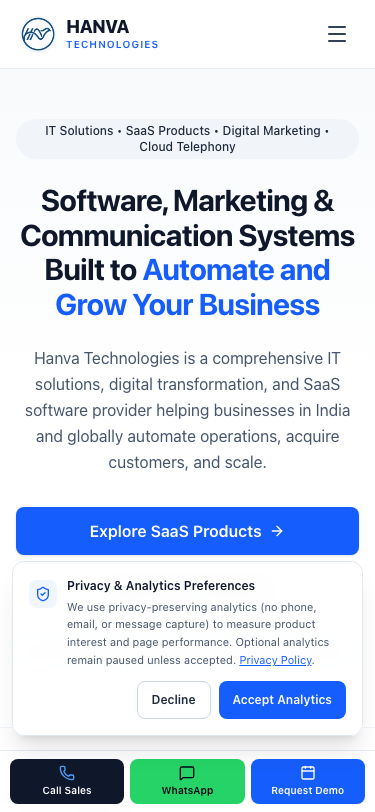 HANVA
TECHNOLOGIES
IT Solutions • SaaS Products • Digital Marketing •
Cloud Telephony
Software, Marketing &
Communication Systems
Built to Automate and
Grow Your Business
Hanva Technologies is a comprehensive IT
solutions, digital transformation, and SaaS
software provider helping businesses in India
and globally automate operations, acquire
customers, and scale.
Explore SaaS Products →
Privacy & Analytics Preferences
We use privacy-preserving analytics (no phone,
email, or message capture) to measure product
interest and page performance. Optional analytics
remain paused unless accepted. Privacy Policy.
Decline
Accept Analytics
Call Sales
WhatsApp
Request Demo